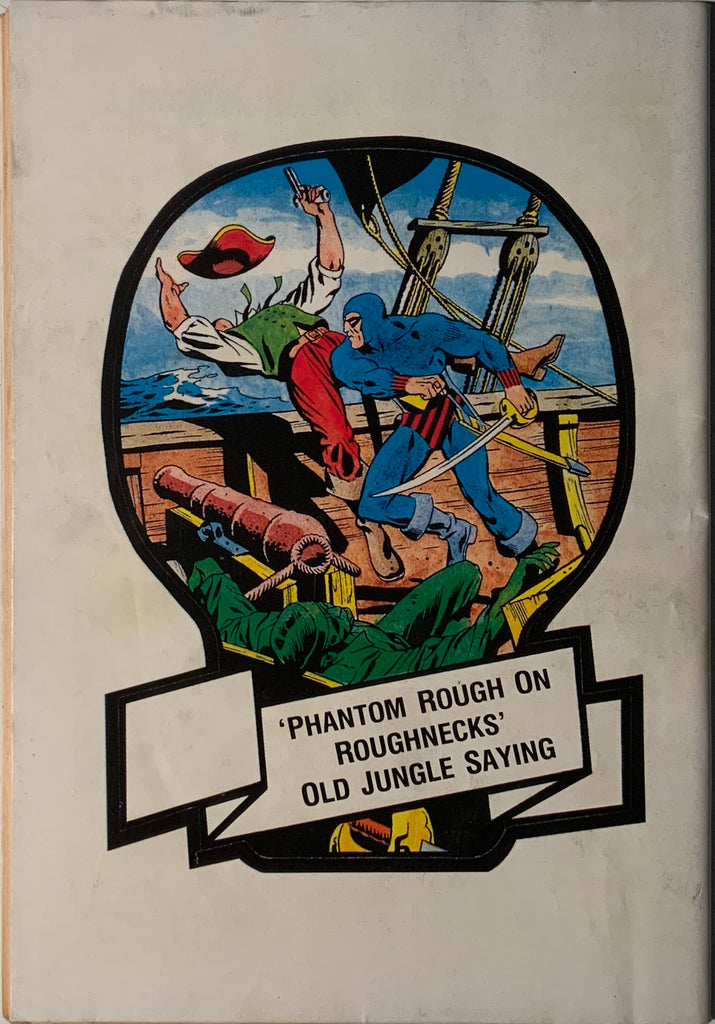 'PHANTOM ROUGH ON
ROUGHNECKS'
OLD JUNGLE SAYING